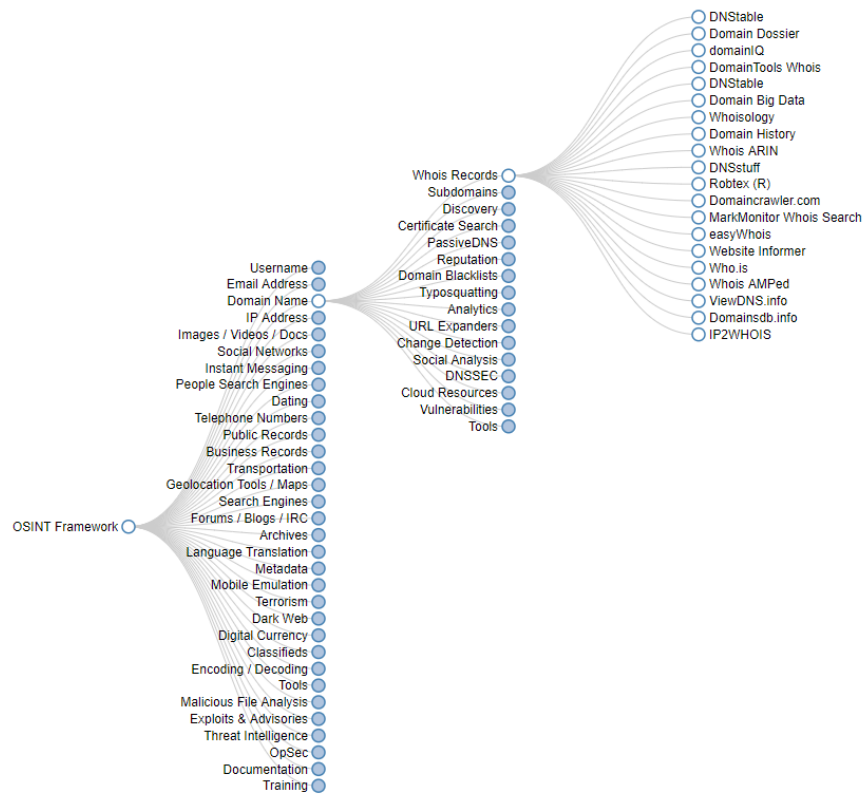 OSINT Framework
Username
Email Address
Domain Name
IP Address
Images / Videos / Docs
Social Networks
Instant Messaging
People Search Engines
Dating
Telephone Numbers
Public Records
Business Records
Transportation
Geolocation Tools / Maps
Search Engines
Forums / Blogs / IRC
Archives
Language Translation
Metadata
Mobile Emulation
Terrorism
Dark Web
Digital Currency
Classifieds
Encoding / Decoding
Tools
Malicious File Analysis
Exploits & Advisories
Threat Intelligence
OpSec
Documentation
Training
Whois Records
Subdomains
Discovery
Certificate Search
PassiveDNS
Reputation
Domain Blacklists
Typosquatting
Analytics
URL Expanders
Change Detection
Social Analysis
DNSSEC
Cloud Resources
Vulnerabilities
Tools
DNStable
Domain Dossier
domainIQ
DomainTools Whois
DNStable
Domain Big Data
Whoisology
Domain History
Whois ARIN
DNSstuff
Robtex (R)
Domaincrawler.com
MarkMonitor Whois Search
easyWhois
Website Informer
Who.is
Whois AMPed
ViewDNS.info
Domainsdb.info
IP2WHOIS